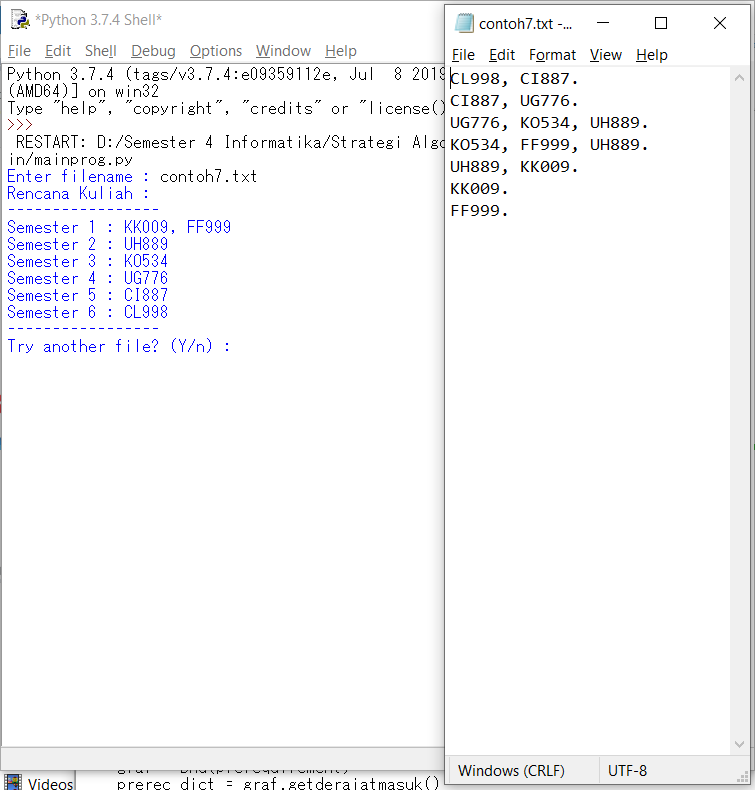 *Python 3.7.4 Shell*
File Edit Shell Debug Options Window Help
Python 3.7.4 (tags/v3.7.4:e09359112e, Jul 8 2019
(AMD64)] on win32
Type "help", "copyright", "credits" or "license()
>>>
RESTART: D:/Semester 4 Informatika/Strategi Algo
in/mainprog.py
Enter filename : contoh7.txt
Rencana Kuliah :
-----------------
Semester 1 : KK009, FF999
Semester 2 : UH889
Semester 3 : KO534
Semester 4 : UG776
Semester 5 : CI887
Semester 6 : CL998
-----------------
Try another file? (Y/n) :
contoh7.txt -...
File Edit Format View Help
CL998, CI887.
CI887, UG776.
UG776, KO534, UH889.
KO534, FF999, UH889.
UH889, KK009.
KK009.
FF999.
Windows (CRLF) UTF-8
Videos
prerec_dict = graf.getderajatmasuk()